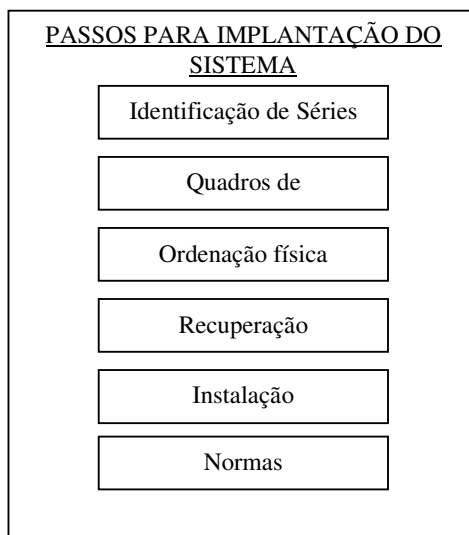 PASSOS PARA IMPLANTAÇÃO DO
SISTEMA
Identificação de Séries
Quadros de
Ordenação física
Recuperação
Instalação
Normas